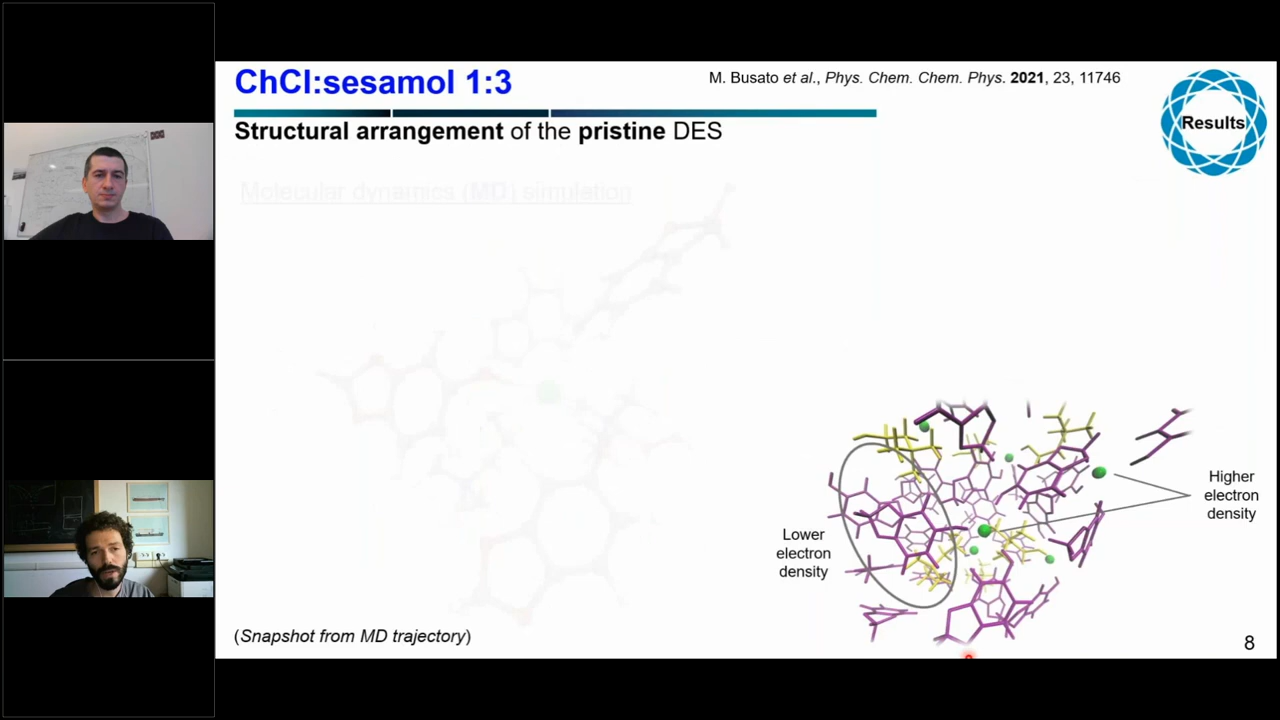 ChCl:sesamol 1:3
M. Busato et al., Phys. Chem. Chem. Phys. 2021, 23, 11746
Results
Structural arrangement of the pristine DES
Molecular dynamics (MD) simulation
Higher
electron
density
Lower
electron
density
(Snapshot from MD trajectory)
8